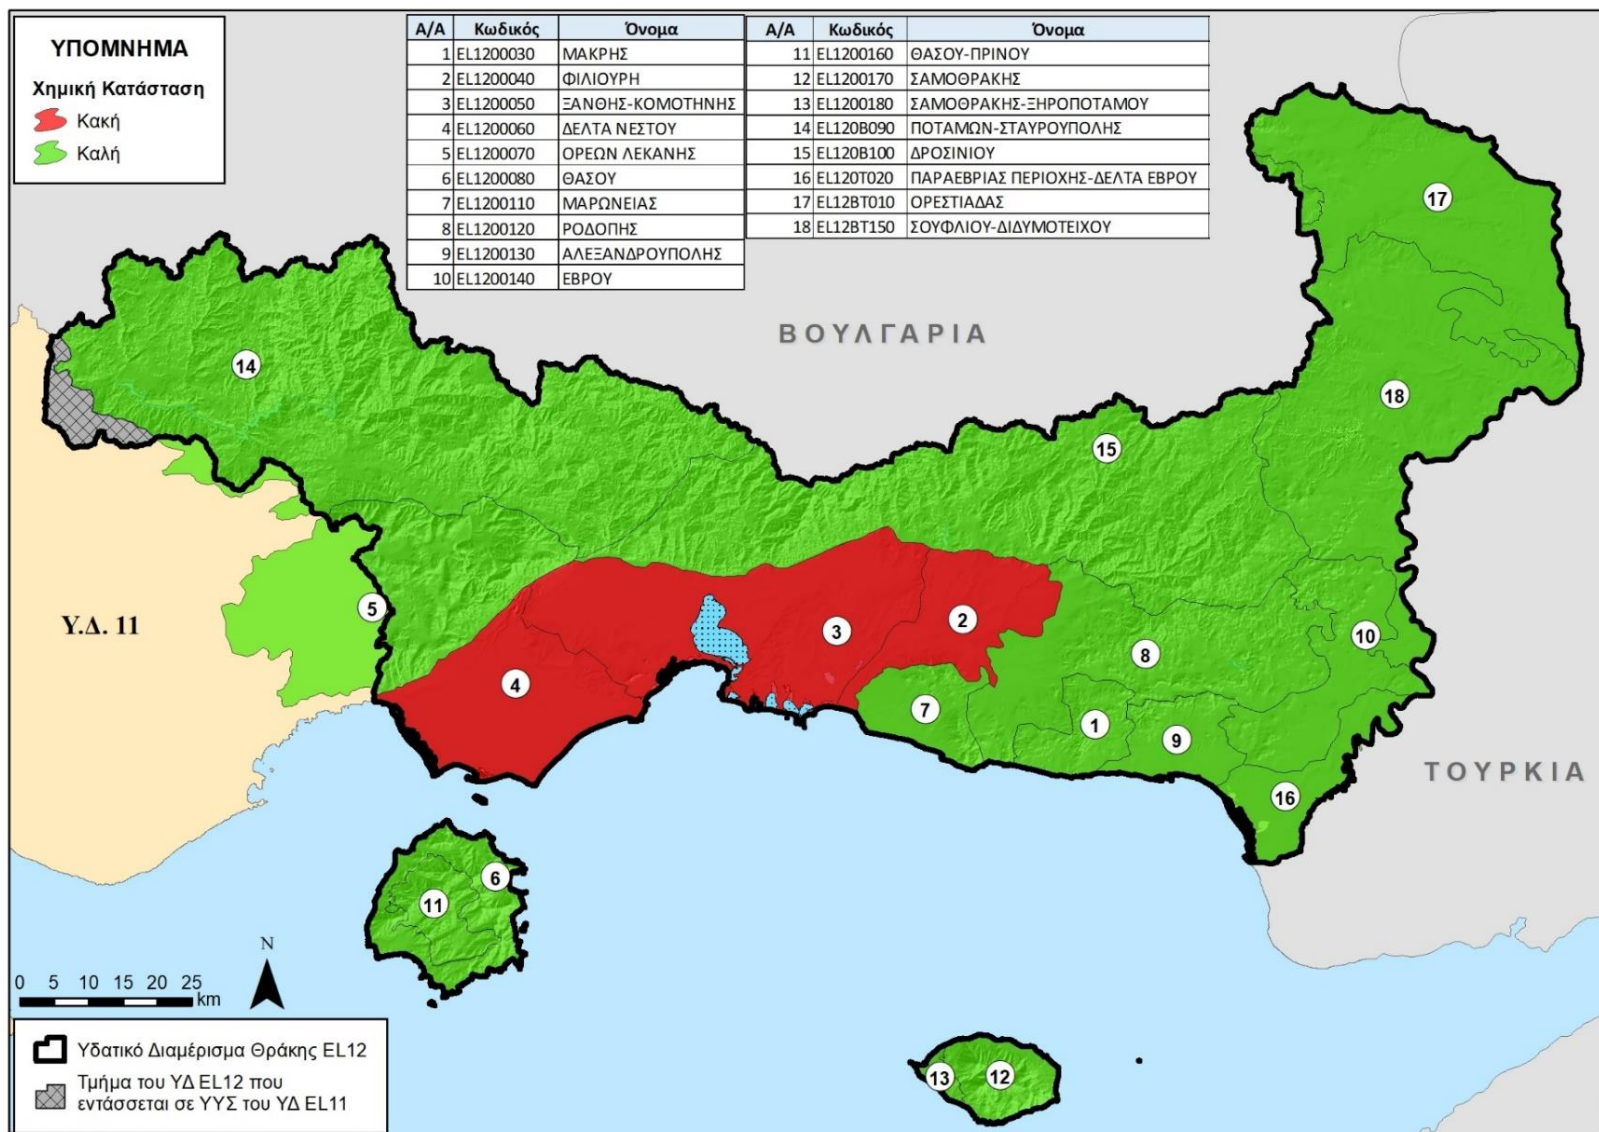 ΥΠΟΜΝΗΜΑ
Χημική Κατάσταση
Κακή
Καλή
Α/Α Κωδικός Όνομα
1 EL1200030 ΜΑΚΡΗΣ
2 EL1200040 ΦΙΛΙΟΥΡΗ
3 EL1200050 ΞΑΝΘΗΣ-ΚΟΜΟΤΗΝΗΣ
4 EL1200060 ΔΕΛΤΑ ΝΕΣΤΟΥ
5 EL1200070 ΟΡΕΩΝ ΛΕΚΑΝΗΣ
6 EL1200080 ΘΑΣΟΥ
7 EL1200110 ΜΑΡΩΝΕΙΑΣ
8 EL1200120 ΡΟΔΟΠΗΣ
9 EL1200130 ΑΛΕΞΑΝΔΡΟΥΠΟΛΗΣ
10 EL1200140 ΕΒΡΟΥ
Α/Α Κωδικός Όνομα
11 EL1200160 ΘΑΣΟΥ-ΠΡΙΝΟΥ
12 EL1200170 ΣΑΜΟΘΡΑΚΗΣ
13 EL1200180 ΣΑΜΟΘΡΑΚΗΣ-ΞΗΡΟΠΟΤΑΜΟΥ
14 EL120B090 ΠΟΤΑΜΩΝ-ΣΤΑΥΡΟΥΠΟΛΗΣ
15 EL120B100 ΔΡΟΣΙΝΙΟΥ
16 EL120T020 ΠΑΡΑΕΒΡΙΑΣ ΠΕΡΙΟΧΗΣ-ΔΕΛΤΑ ΕΒΡΟΥ
17 EL12BT010 ΟΡΕΣΤΙΑΔΑΣ
18 EL12BT150 ΣΟΥΦΛΙΟΥ-ΔΙΔΥΜΟΤΕΙΧΟΥ
17
ΒΟΥΛΓΑΡΙΑ
14
18
15
5
Υ.Δ. 11
3
2
10
8
4
7
1
9
ΤΟΥΡΚΙΑ
16
6
11
N
0 5 10 15 20 25
km
13
12
Υδατικό Διαμέρισμα Θράκης EL12
Τμήμα του ΥΔ EL12 που
εντάσσεται σε ΥΥΣ του ΥΔ EL11